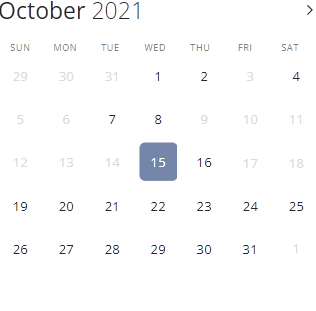 October 2021
SUN MON TUE WED THU FRI SAT
29 30 31 1 2 3 4
5 6 7 8 9 10 11
12 13 14 15 16 17 18
19 20 21 22 23 24 25
26 27 28 29 30 31 1